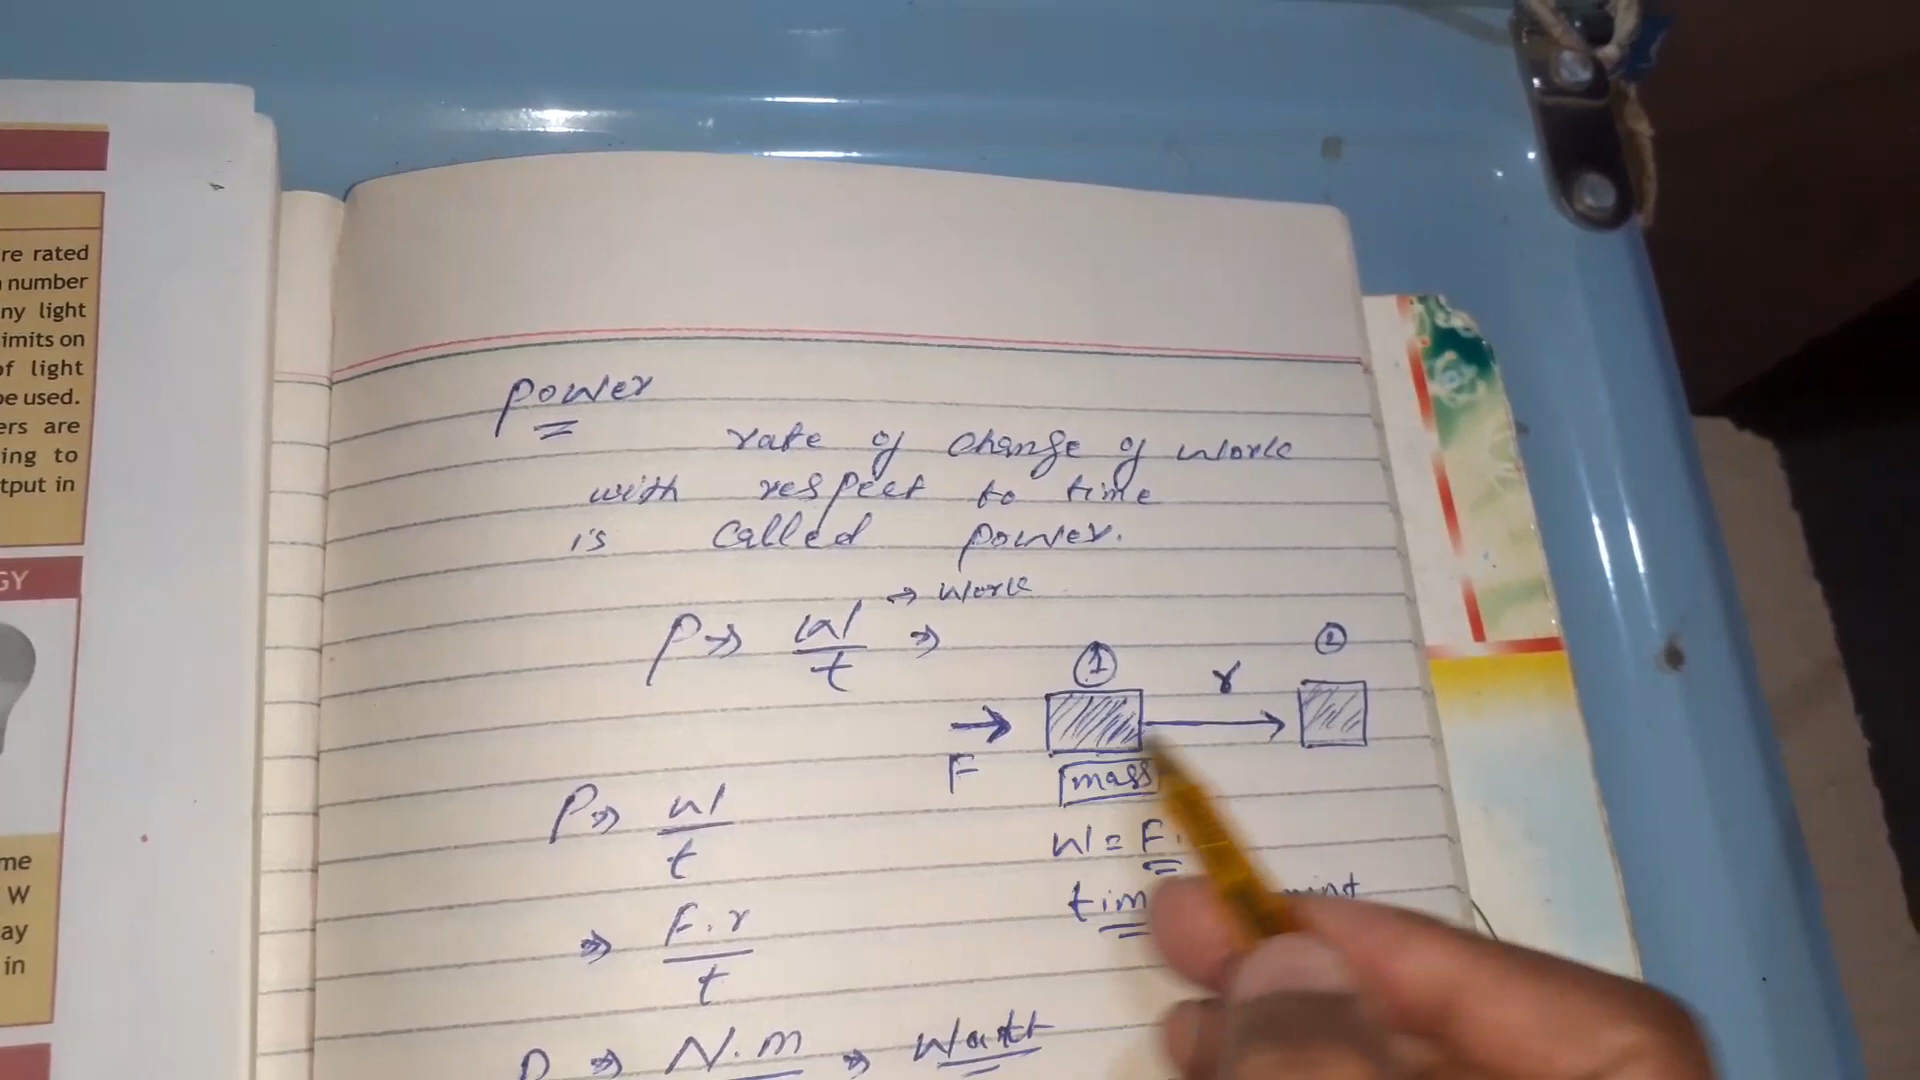 re rated
number
ny light
imits on
of light
be used.
ers are
ing to
tput in
GY
me
W
ay
in
power
rate of change of work
with respect to time
is called power.
P ⇒ W/t ⇒ → work
① r ②
F
mass
P ⇒ W/t
W = F.
tim
⇒ F.r/t
P ⇒ N.m ⇒ Watt